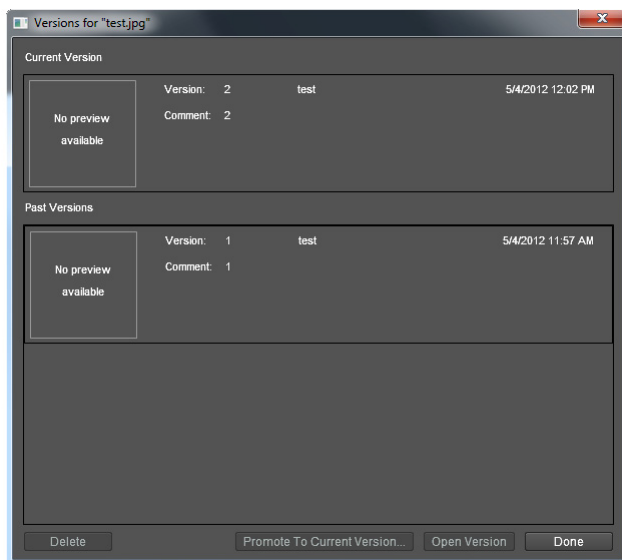 Versions for "test.jpg"
Current Version
No preview
available
Version: 2 test 5/4/2012 12:02 PM
Comment: 2
Past Versions
No preview
available
Version: 1 test 5/4/2012 11:57 AM
Comment: 1
Delete Promote To Current Version... Open Version Done